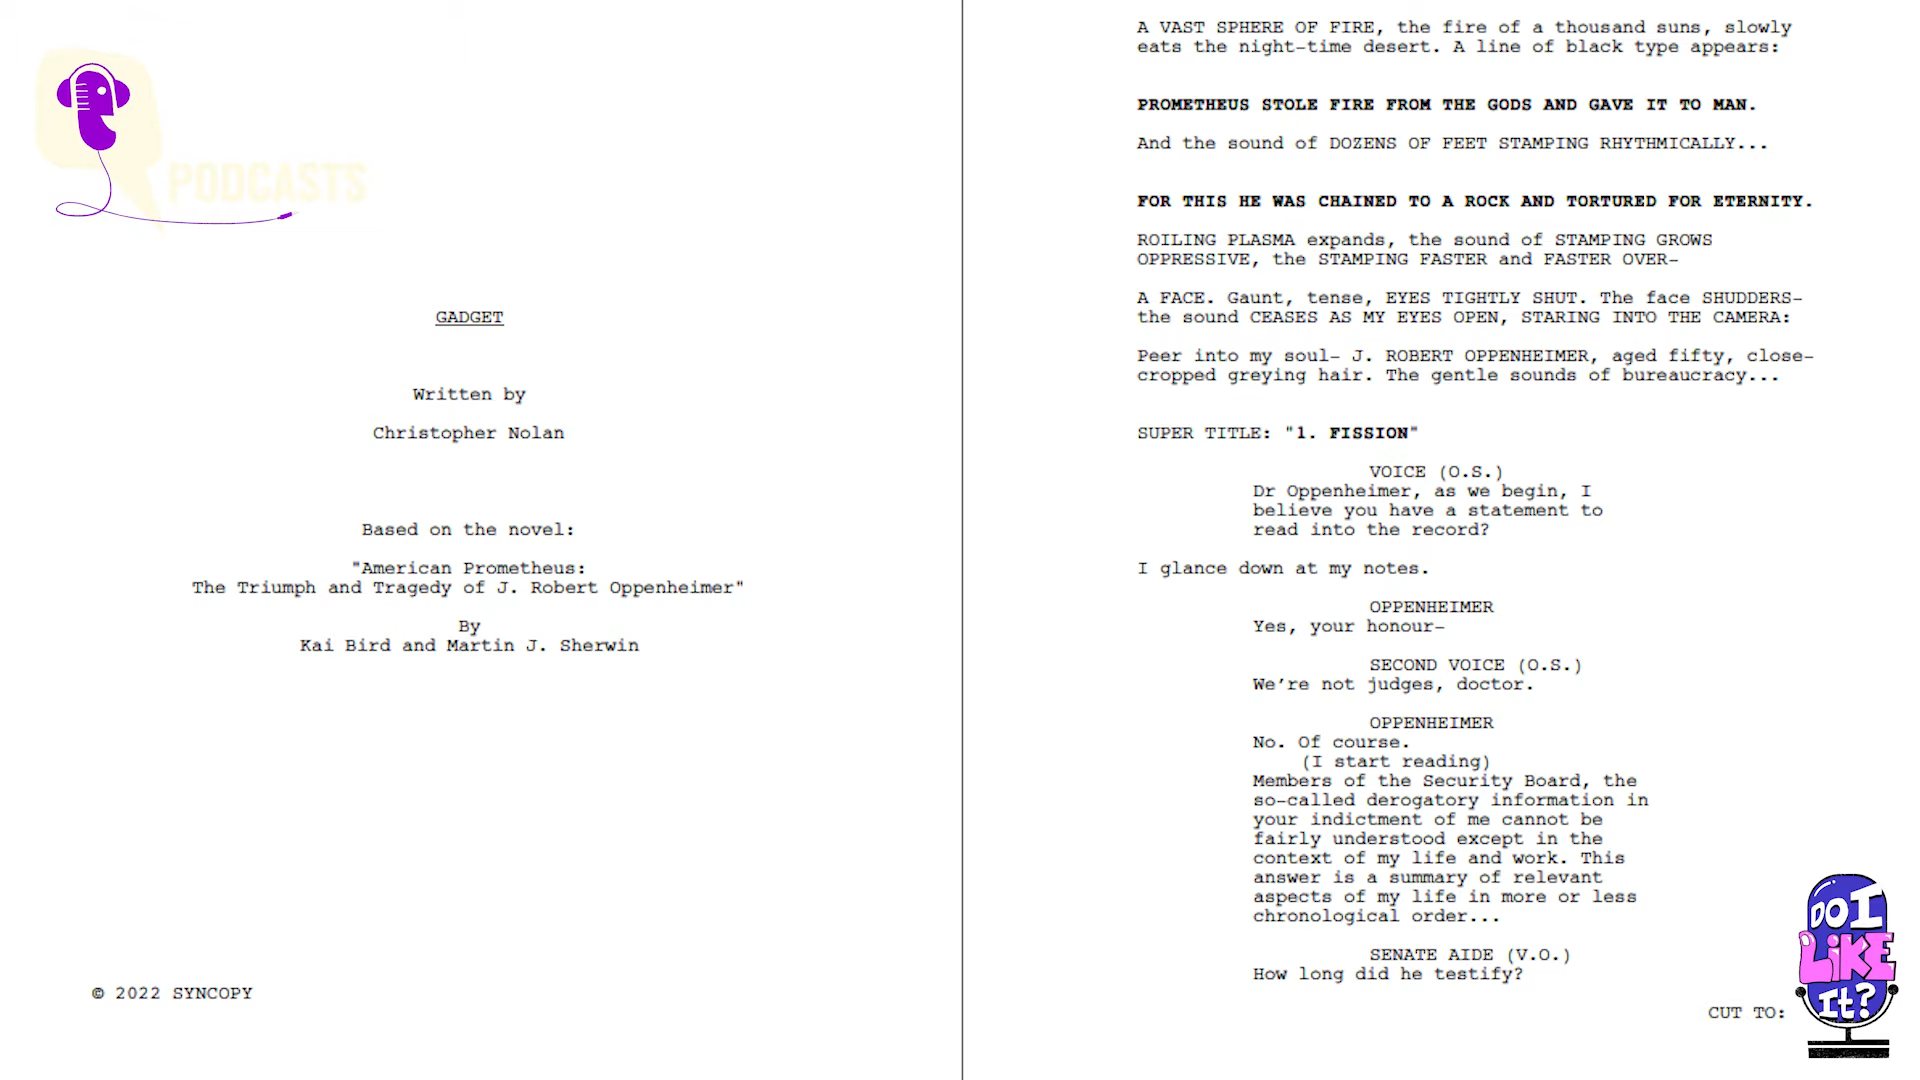 PODCASTS
GADGET
Written by
Christopher Nolan
Based on the novel:
"American Prometheus:
The Triumph and Tragedy of J. Robert Oppenheimer"
By
Kai Bird and Martin J. Sherwin
© 2022 SYNCOPY
A VAST SPHERE OF FIRE, the fire of a thousand suns, slowly
eats the night-time desert. A line of black type appears:
PROMETHEUS STOLE FIRE FROM THE GODS AND GAVE IT TO MAN.
And the sound of DOZENS OF FEET STAMPING RHYTHMICALLY...
FOR THIS HE WAS CHAINED TO A ROCK AND TORTURED FOR ETERNITY.
ROILING PLASMA expands, the sound of STAMPING GROWS
OPPRESSIVE, the STAMPING FASTER and FASTER OVER-
A FACE. Gaunt, tense, EYES TIGHTLY SHUT. The face SHUDDERS-
the sound CEASES AS MY EYES OPEN, STARING INTO THE CAMERA:
Peer into my soul- J. ROBERT OPPENHEIMER, aged fifty, close-
cropped greying hair. The gentle sounds of bureaucracy...
SUPER TITLE: "1. FISSION"
VOICE (O.S.)
Dr Oppenheimer, as we begin, I
believe you have a statement to
read into the record?
I glance down at my notes.
OPPENHEIMER
Yes, your honour-
SECOND VOICE (O.S.)
We're not judges, doctor.
OPPENHEIMER
No. Of course.
(I start reading)
Members of the Security Board, the
so-called derogatory information in
your indictment of me cannot be
fairly understood except in the
context of my life and work. This
answer is a summary of relevant
aspects of my life in more or less
chronological order...
SENATE AIDE (V.O.)
How long did he testify?
CUT TO:
DO I
LIKE
It?